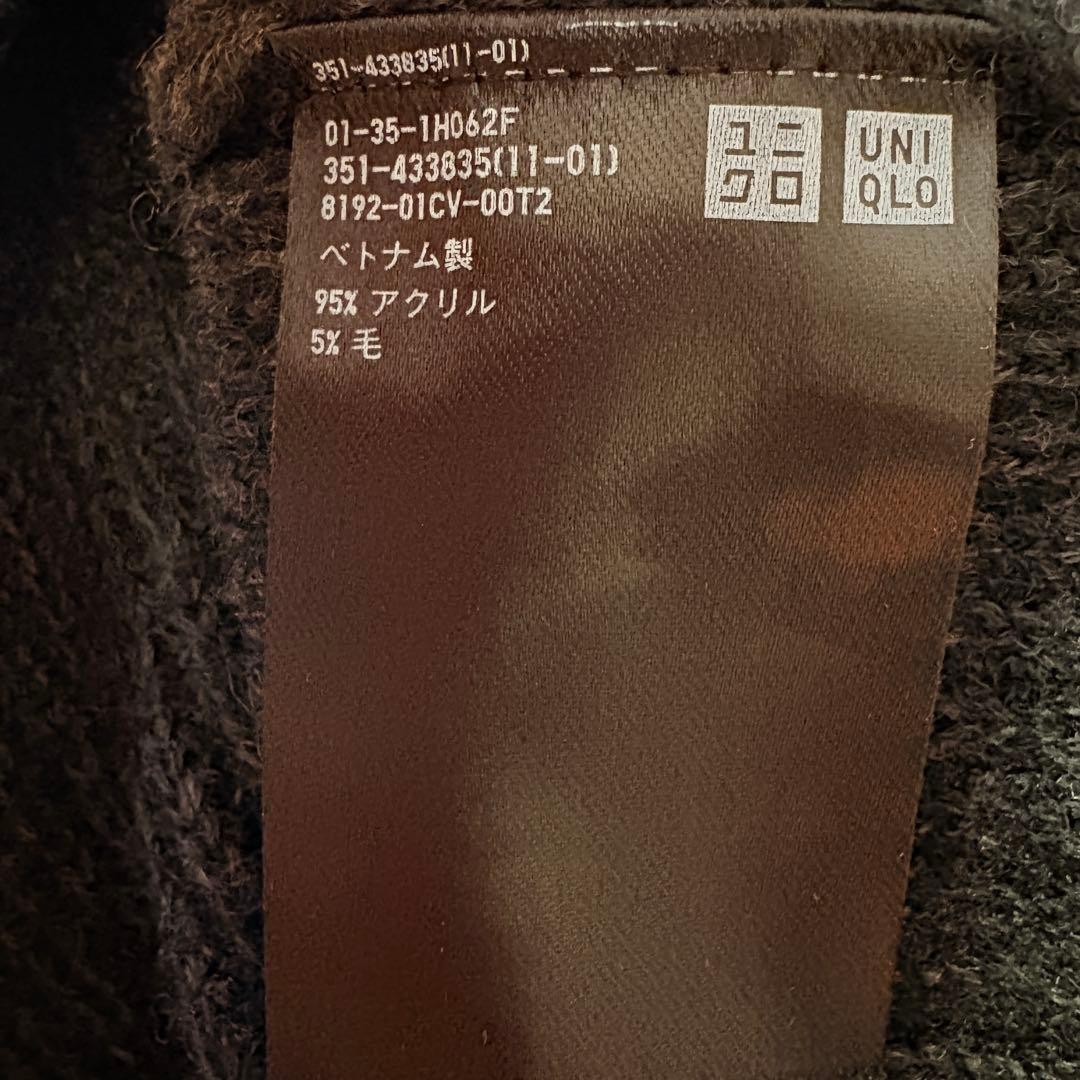 351-433835(11-01)
01-35-1H062F
351-433835(11-01)
8192-01CV-00T2
ベトナム製
95% アクリル
5% 毛
ユニ
クロ
UNI
QLO